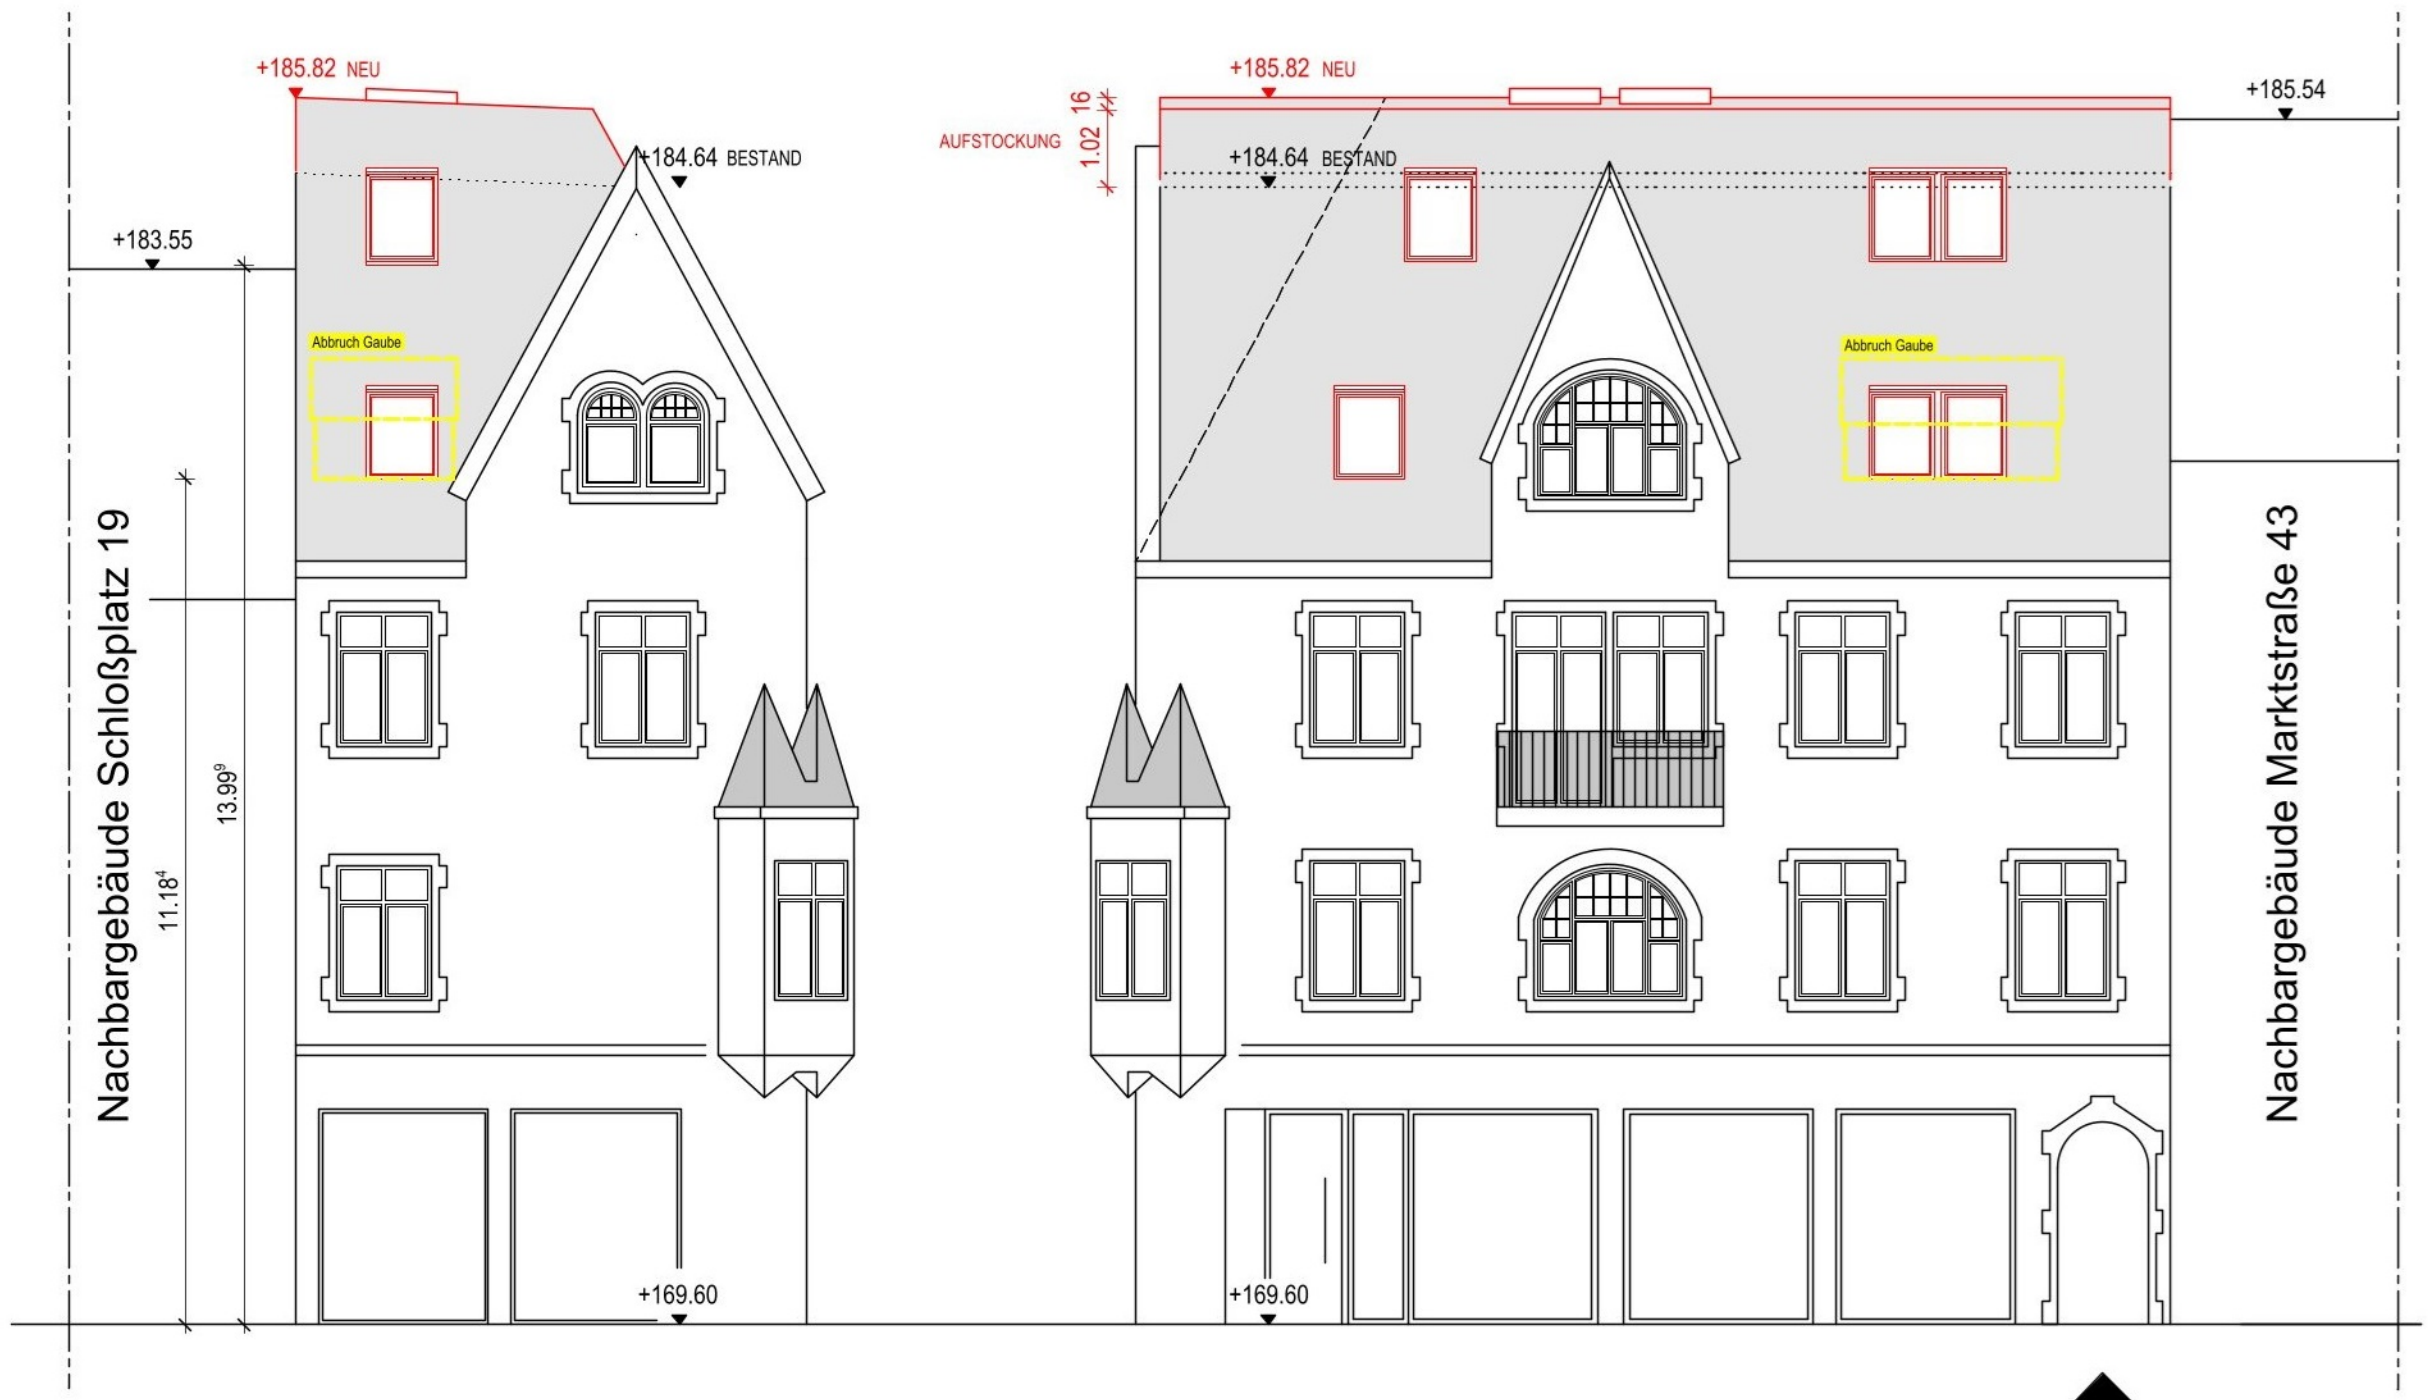 +185.82 NEU
+184.64 BESTAND
+183.55
Abbruch Gaube
Nachbargebäude Schloßplatz 19
11.18⁴
13.99⁹
+169.60
+185.82 NEU
16
1.02
AUFSTOCKUNG
+184.64 BESTAND
+185.54
Abbruch Gaube
Nachbargebäude Marktstraße 43
+169.60